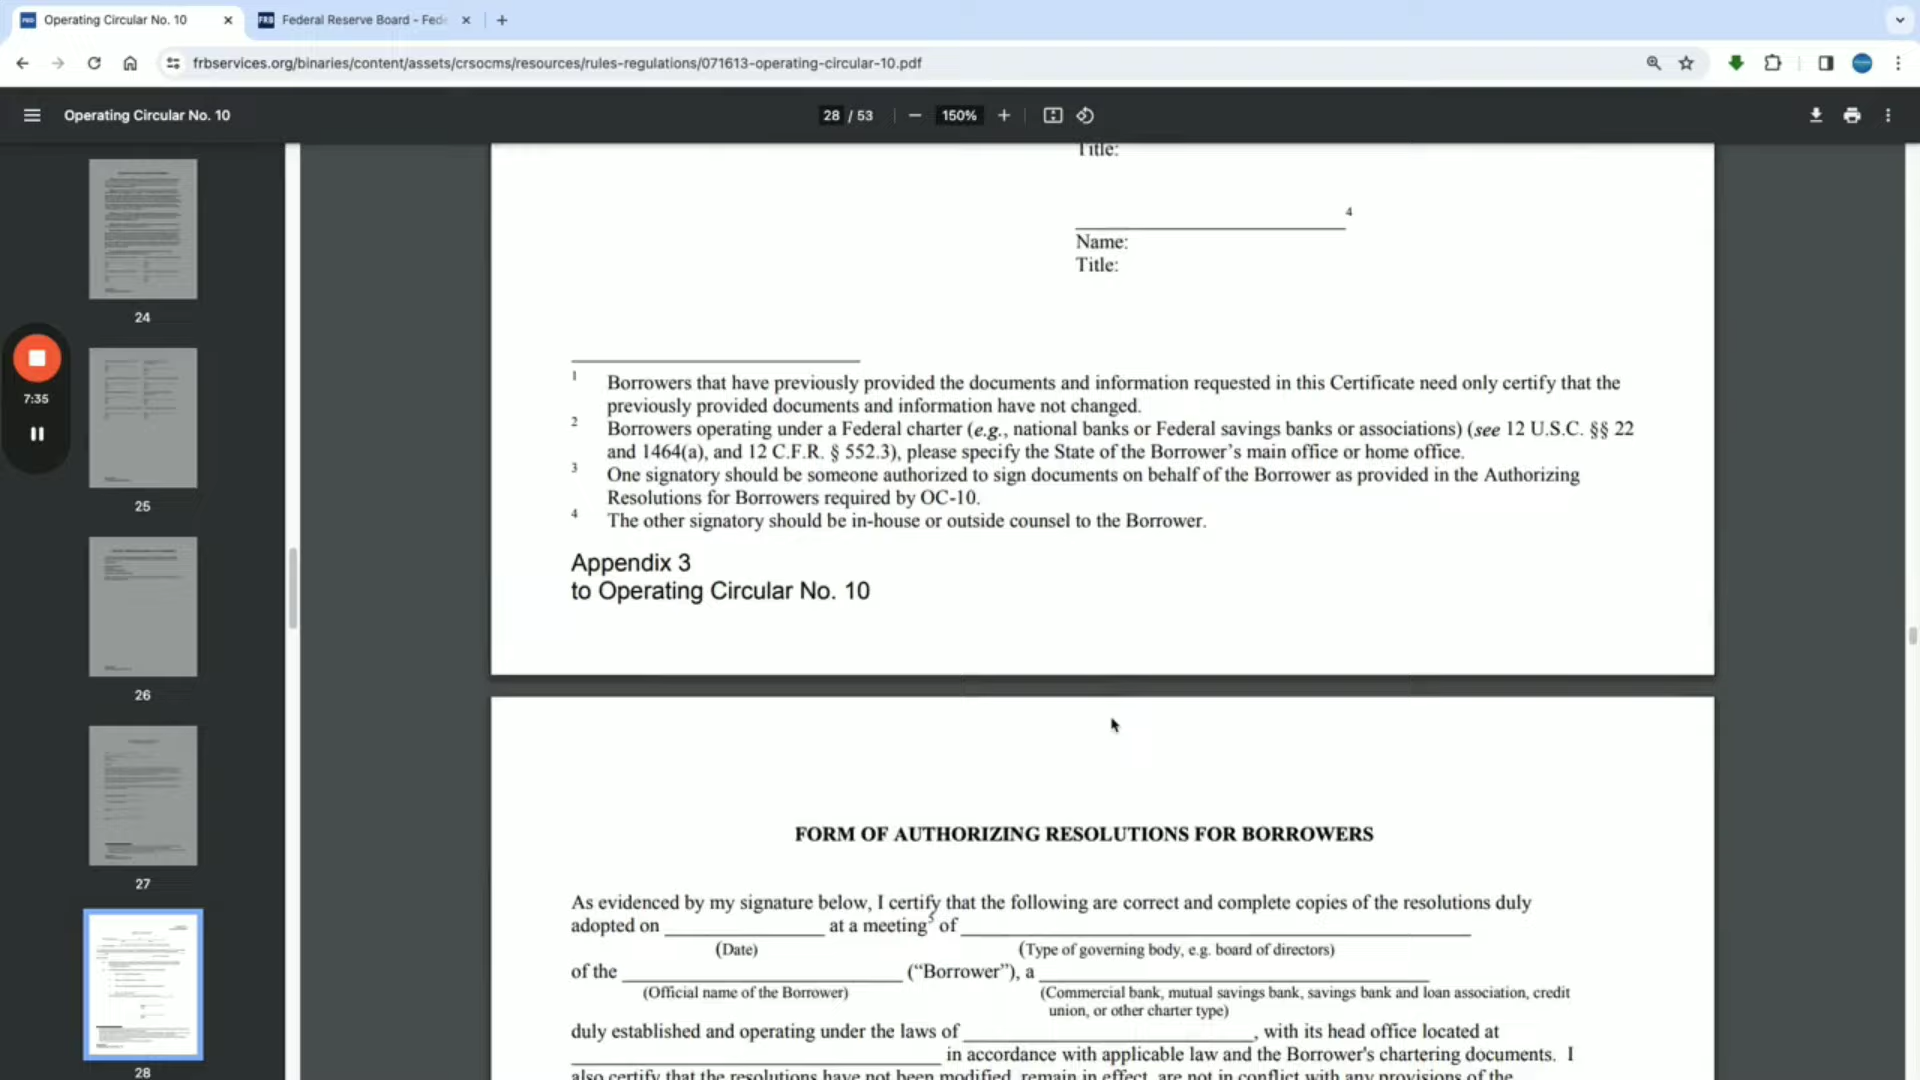 Operating Circular No. 10
Federal Reserve Board - Fede
frbservices.org/binaries/content/assets/crsocms/resources/rules-regulations/071613-operating-circular-10.pdf
Operating Circular No. 10
28 / 53
150%
24
25
26
27
28
7:35
Title:
4
Name:
Title:
1 Borrowers that have previously provided the documents and information requested in this Certificate need only certify that the
previously provided documents and information have not changed.
2 Borrowers operating under a Federal charter (e.g., national banks or Federal savings banks or associations) (see 12 U.S.C. §§ 22
and 1464(a), and 12 C.F.R. § 552.3), please specify the State of the Borrower's main office or home office.
3 One signatory should be someone authorized to sign documents on behalf of the Borrower as provided in the Authorizing
Resolutions for Borrowers required by OC-10.
4 The other signatory should be in-house or outside counsel to the Borrower.
Appendix 3
to Operating Circular No. 10
FORM OF AUTHORIZING RESOLUTIONS FOR BORROWERS
As evidenced by my signature below, I certify that the following are correct and complete copies of the resolutions duly
adopted on ________________ at a meeting5 of ________________
(Date) (Type of governing body, e.g. board of directors)
of the ________________ (“Borrower”), a ________________
(Official name of the Borrower) (Commercial bank, mutual savings bank, savings bank and loan association, credit
union, or other charter type)
duly established and operating under the laws of ________________, with its head office located at
________________ in accordance with applicable law and the Borrower's chartering documents. I
also certify that the resolutions have not been modified, remain in effect, are not in conflict with any provisions of the